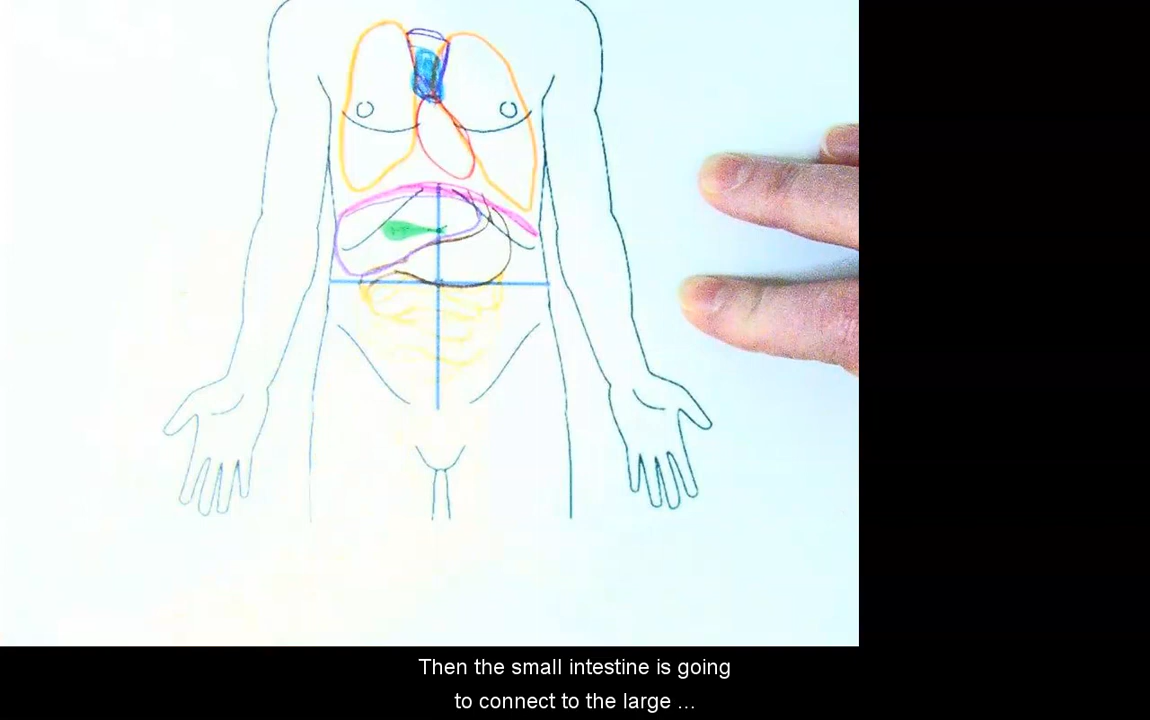 Then the small intestine is going
to connect to the large ...